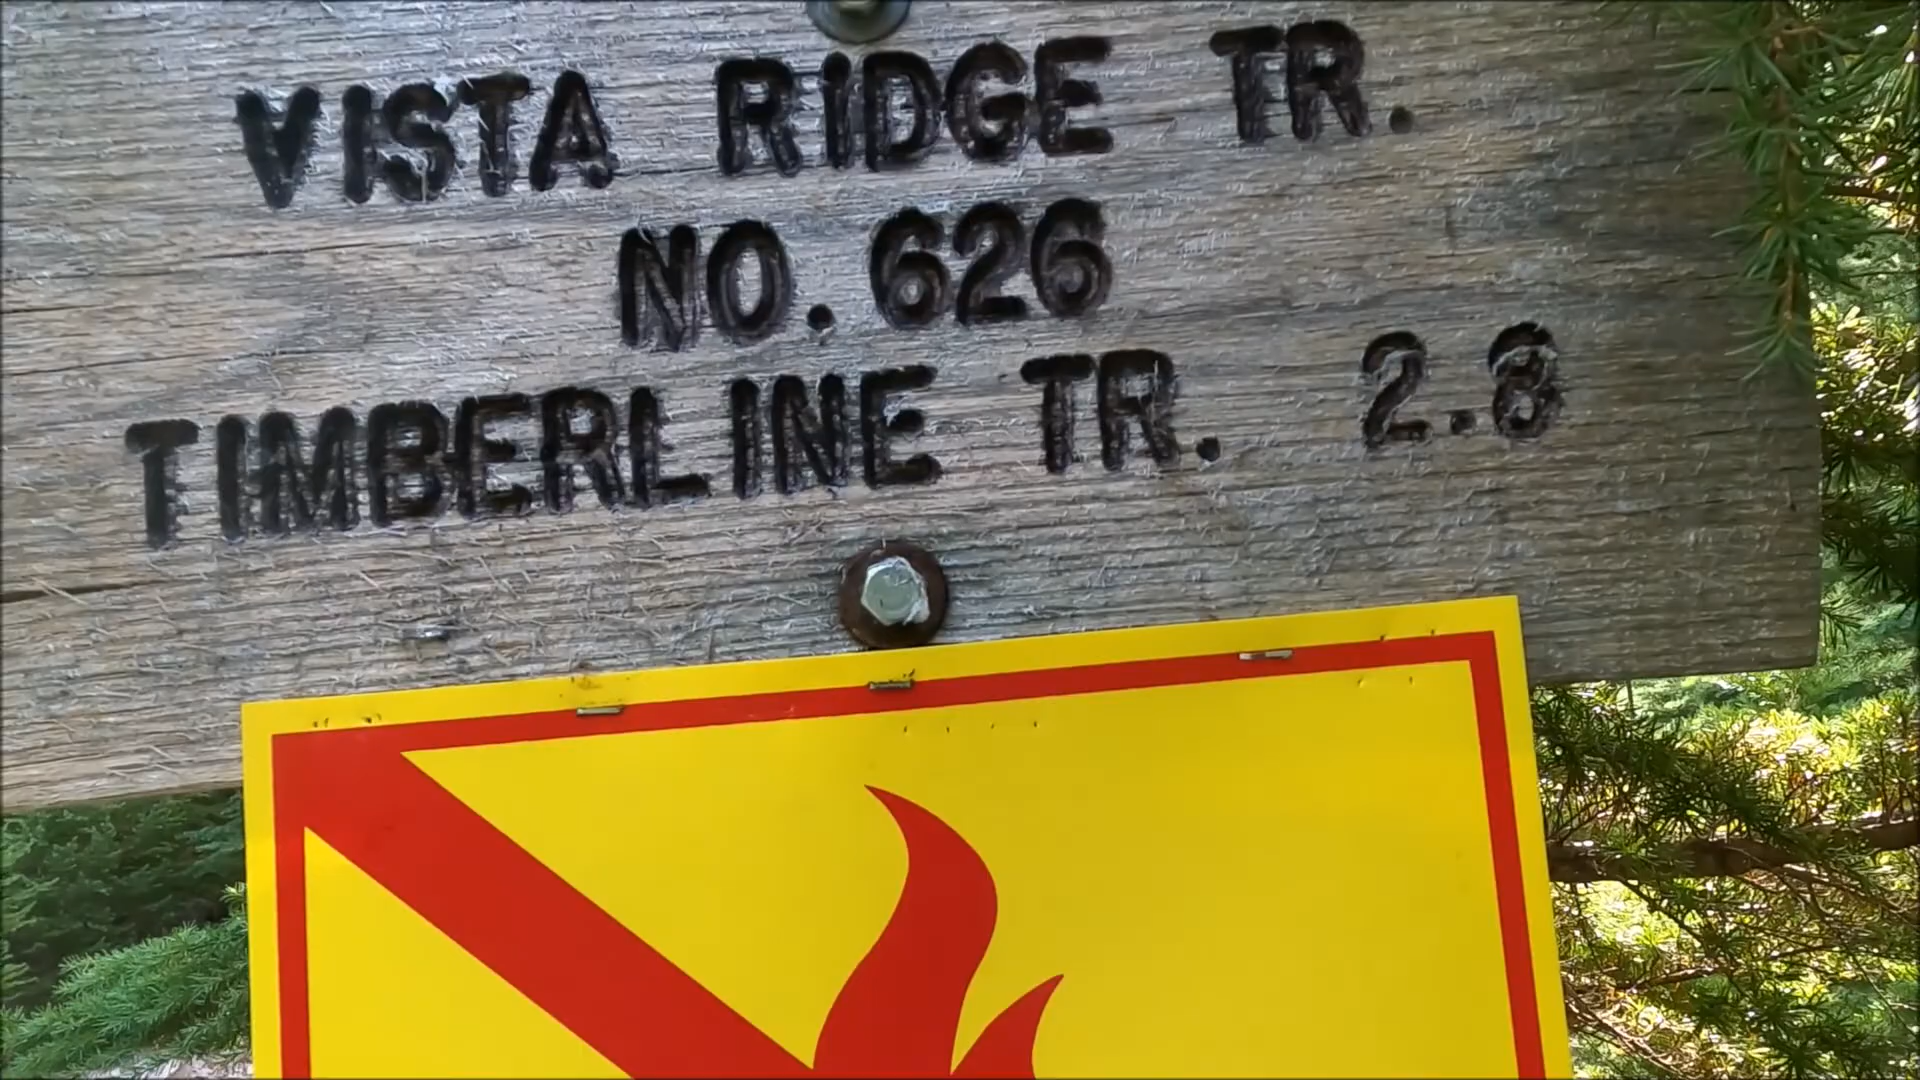 VISTA RIDGE TR.
NO. 626
TIMBERLINE TR. 2.8